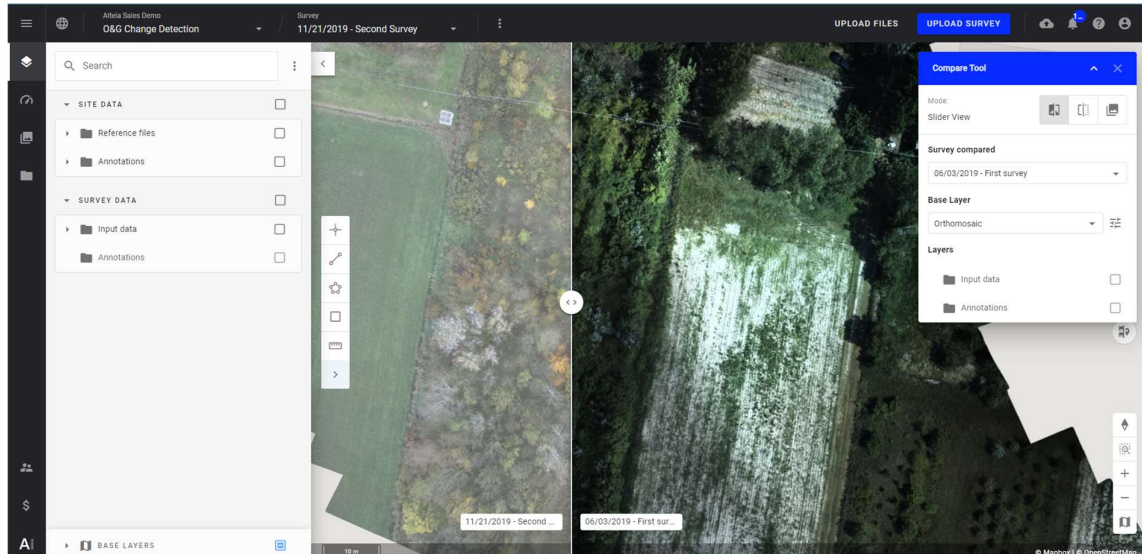 Alteia Sales Demo
O&G Change Detection
Survey
11/21/2019 - Second Survey
UPLOAD FILES
UPLOAD SURVEY
1...
Search
SITE DATA
Reference files
Annotations
SURVEY DATA
Input data
Annotations
Compare Tool
Mode:
Slider View
Survey compared
06/03/2019 - First survey
Base Layer
Orthomosaic
Layers
Input data
Annotations
11/21/2019 - Second ...
06/03/2019 - First sur...
$
Ai
BASE LAYERS
10 m
© Mapbox | © OpenStreetMap